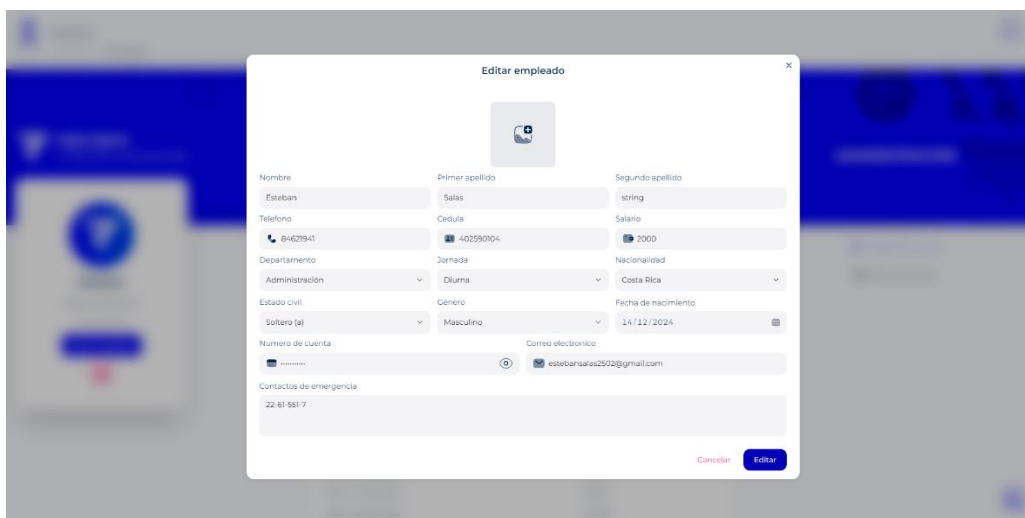 Editar empleado
Nombre Primer apellido Segundo apellido
Esteban Salas string
Telefono Cedula Salario
84621941 402590104 2000
Departamento Jornada Nacionalidad
Administración Diurna Costa Rica
Estado civil Género Fecha de nacimiento
Soltero (a) Masculino 14/12/2024
Numero de cuenta Correo electronico
estebansalas2502@gmail.com
Contactos de emergencia
22-61-551-7
Cancelar Editar